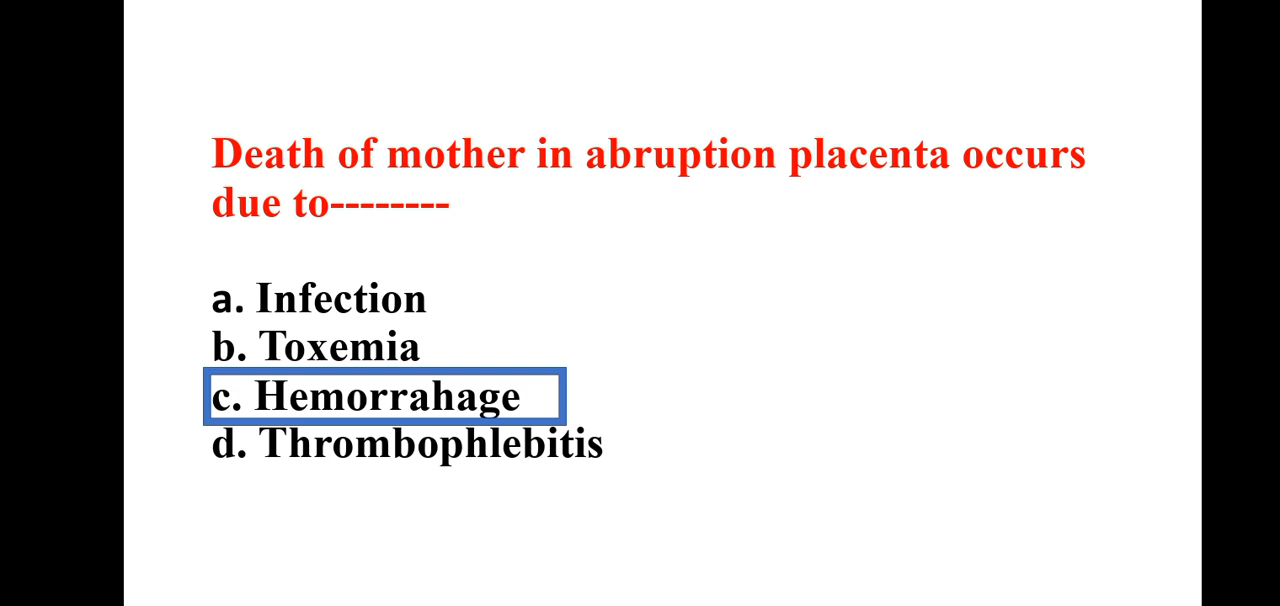 Death of mother in abruption placenta occurs
due to--------
a. Infection
b. Toxemia
c. Hemorrahage
d. Thrombophlebitis